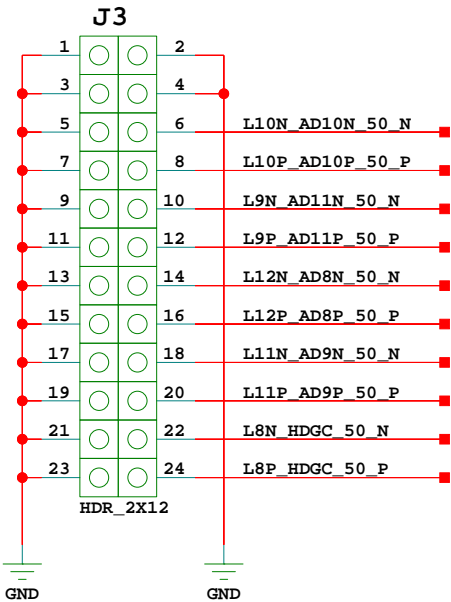 J3
1 2
3 4
5 6 L10N_AD10N_50_N
7 8 L10P_AD10P_50_P
9 10 L9N_AD11N_50_N
11 12 L9P_AD11P_50_P
13 14 L12N_AD8N_50_N
15 16 L12P_AD8P_50_P
17 18 L11N_AD9N_50_N
19 20 L11P_AD9P_50_P
21 22 L8N_HDGC_50_N
23 24 L8P_HDGC_50_P
HDR_2X12
GND GND